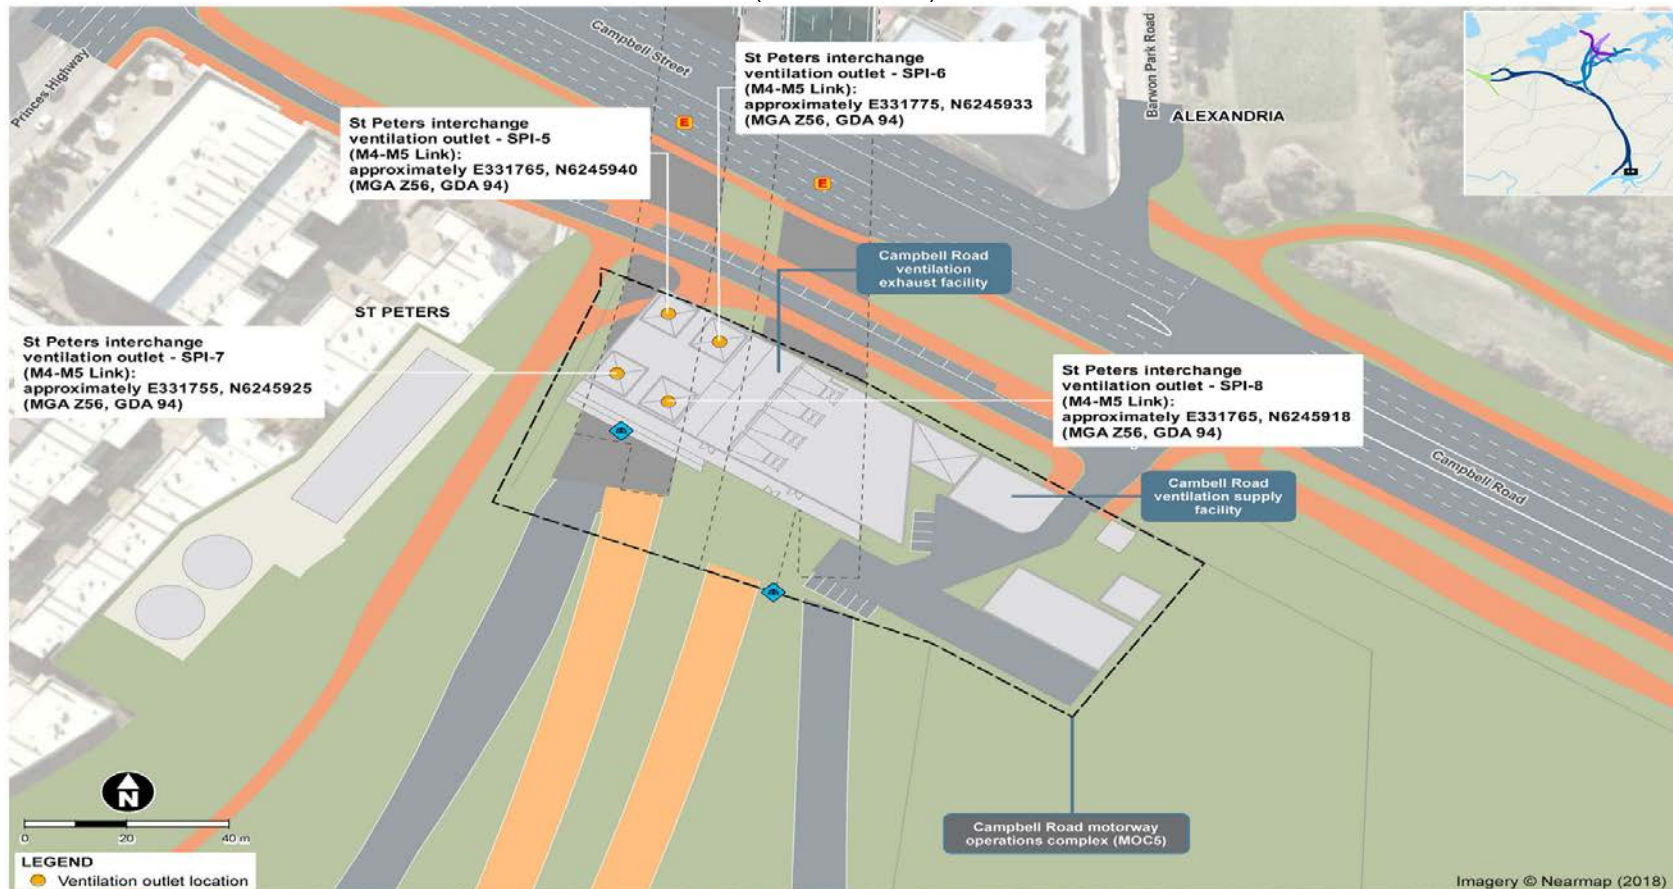 Princes Highway
Campbell Street
St Peters interchange
ventilation outlet - SPI-6
(M4-M5 Link):
approximately E331775, N6245933
(MGA Z56, GDA 94)
Barwon Park Road
ALEXANDRIA
St Peters interchange
ventilation outlet - SPI-5
(M4-M5 Link):
approximately E331765, N6245940
(MGA Z56, GDA 94)
E
E
Campbell Road
ventilation
exhaust facility
ST PETERS
St Peters interchange
ventilation outlet - SPI-7
(M4-M5 Link):
approximately E331755, N6245925
(MGA Z56, GDA 94)
St Peters interchange
ventilation outlet - SPI-8
(M4-M5 Link):
approximately E331765, N6245918
(MGA Z56, GDA 94)
Campbell Road
Cambell Road
ventilation supply
facility
N
0 20 40 m
Campbell Road motorway
operations complex (MOC5)
LEGEND
Ventilation outlet location
Imagery © Nearmap (2018)